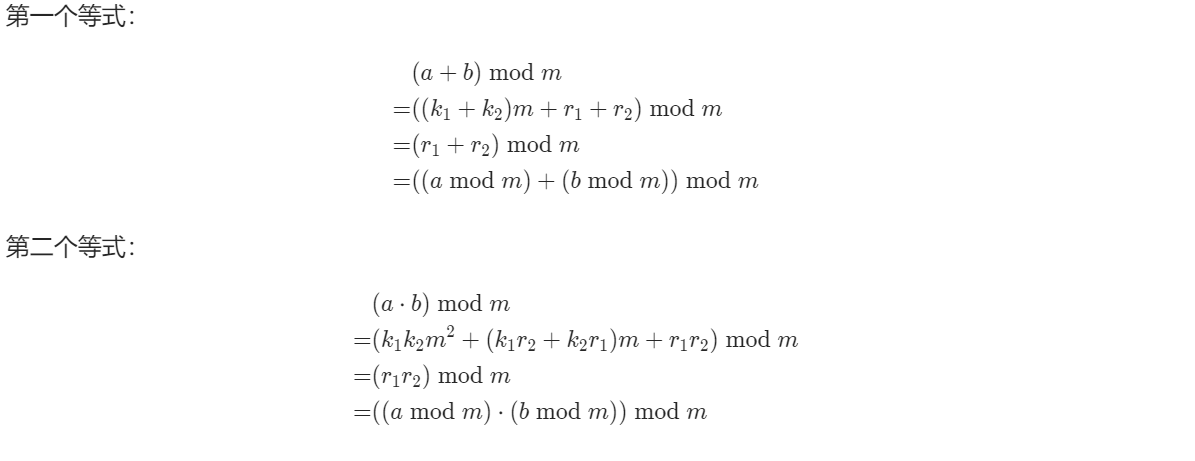 第一个等式：
(a + b) mod m
=((k₁ + k₂)m + r₁ + r₂) mod m
=(r₁ + r₂) mod m
=((a mod m) + (b mod m)) mod m
第二个等式：
(a · b) mod m
=(k₁k₂m² + (k₁r₂ + k₂r₁)m + r₁r₂) mod m
=(r₁r₂) mod m
=((a mod m) · (b mod m)) mod m